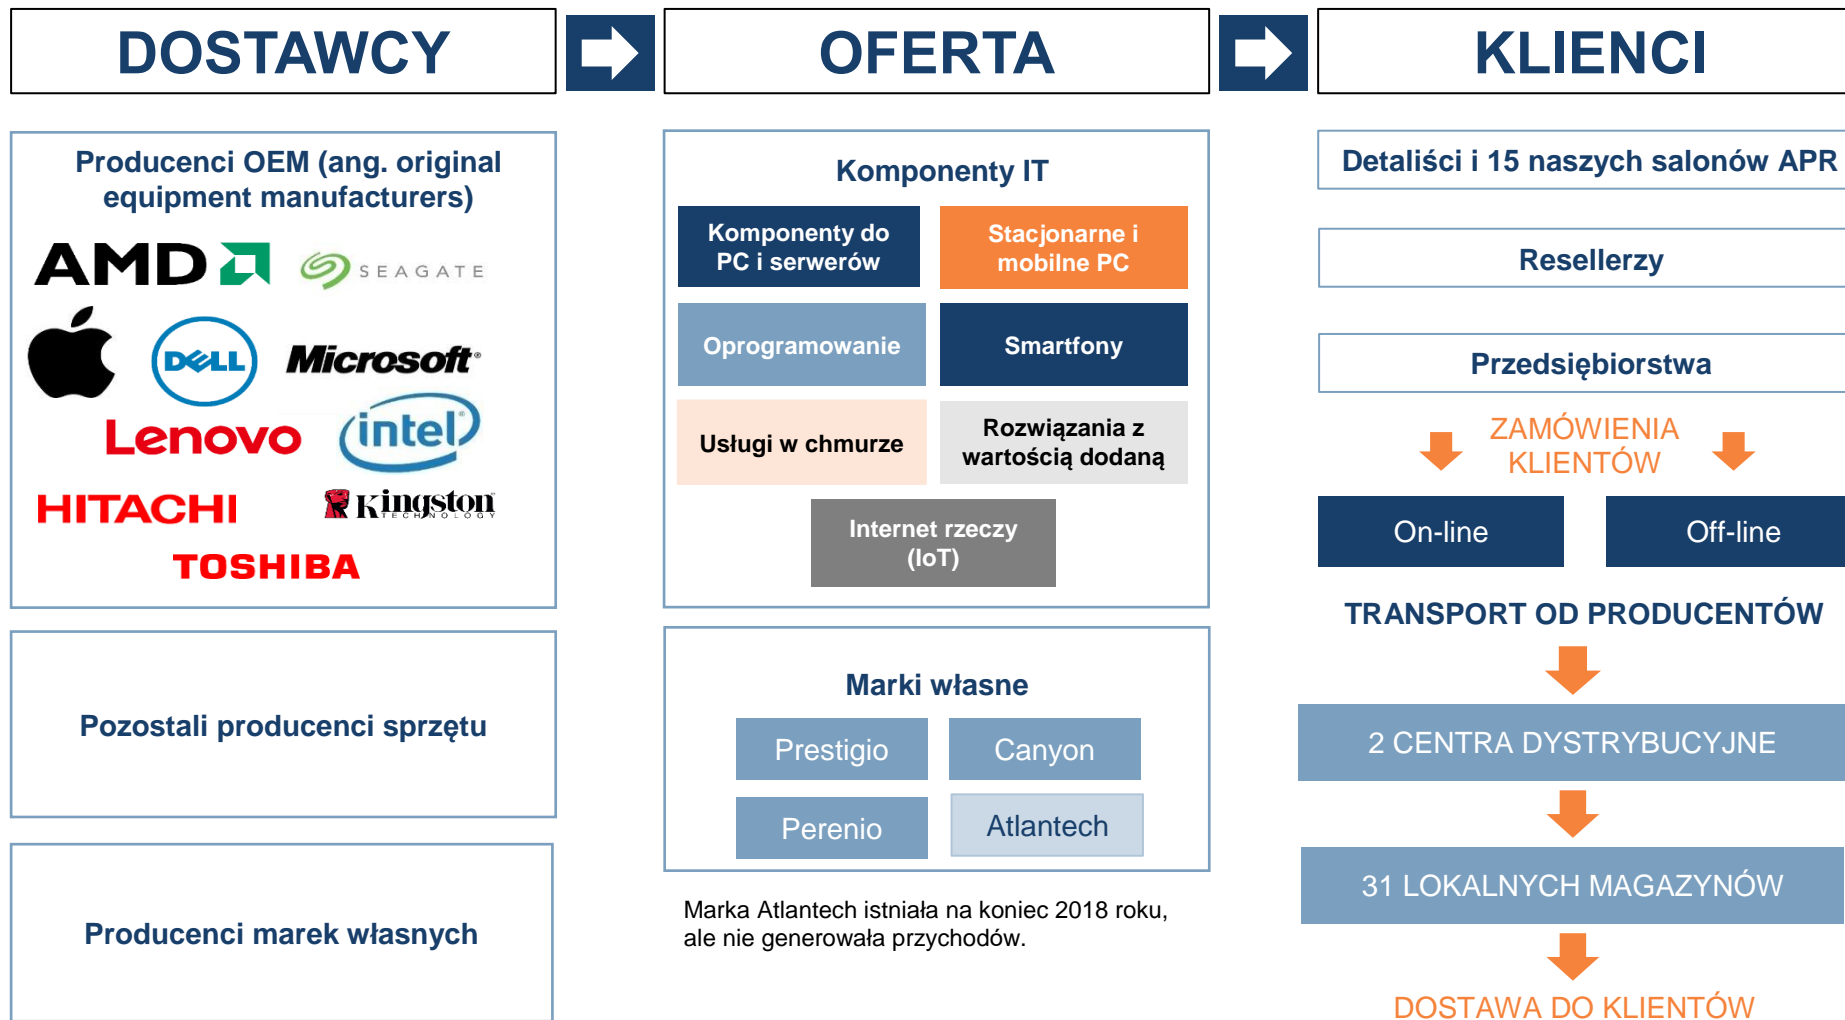 DOSTAWCY
OFERTA
KLIENCI
Producenci OEM (ang. original
equipment manufacturers)
AMD
SEAGATE
DELL
Microsoft
Lenovo
intel
HITACHI
Kingston
TECHNOLOGY
TOSHIBA
Pozostali producenci sprzętu
Producenci marek własnych
Komponenty IT
Komponenty do
PC i serwerów
Stacjonarne i
mobilne PC
Oprogramowanie
Smartfony
Usługi w chmurze
Rozwiązania z
wartością dodaną
Internet rzeczy
(IoT)
Marki własne
Prestigio
Canyon
Perenio
Atlantech
Marka Atlantech istniała na koniec 2018 roku,
ale nie generowała przychodów.
Detaliści i 15 naszych salonów APR
Resellerzy
Przedsiębiorstwa
ZAMÓWIENIA
KLIENTÓW
On-line
Off-line
TRANSPORT OD PRODUCENTÓW
2 CENTRA DYSTRYBUCYJNE
31 LOKALNYCH MAGAZYNÓW
DOSTAWA DO KLIENTÓW